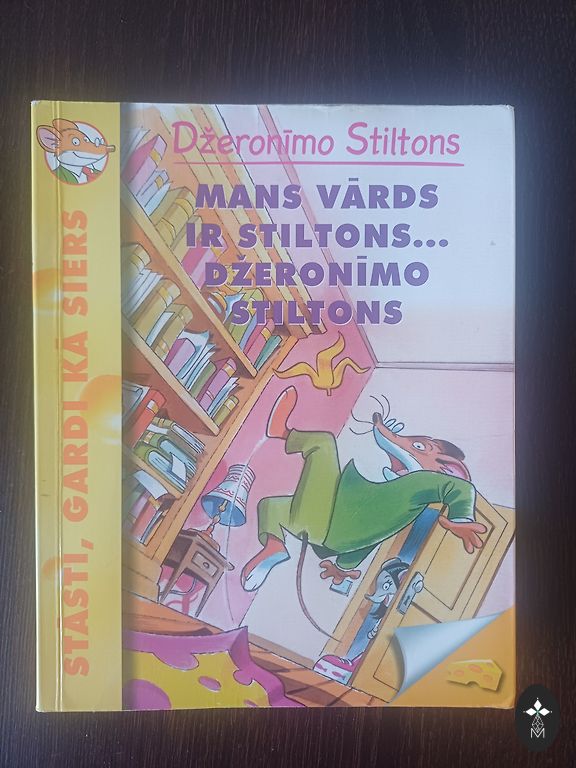 Džeronīmo Stiltons
MANS VĀRDS
IR STILTONS...
DŽERONĪMO
STILTONS
STĀSTI, GARDI KĀ SIERS